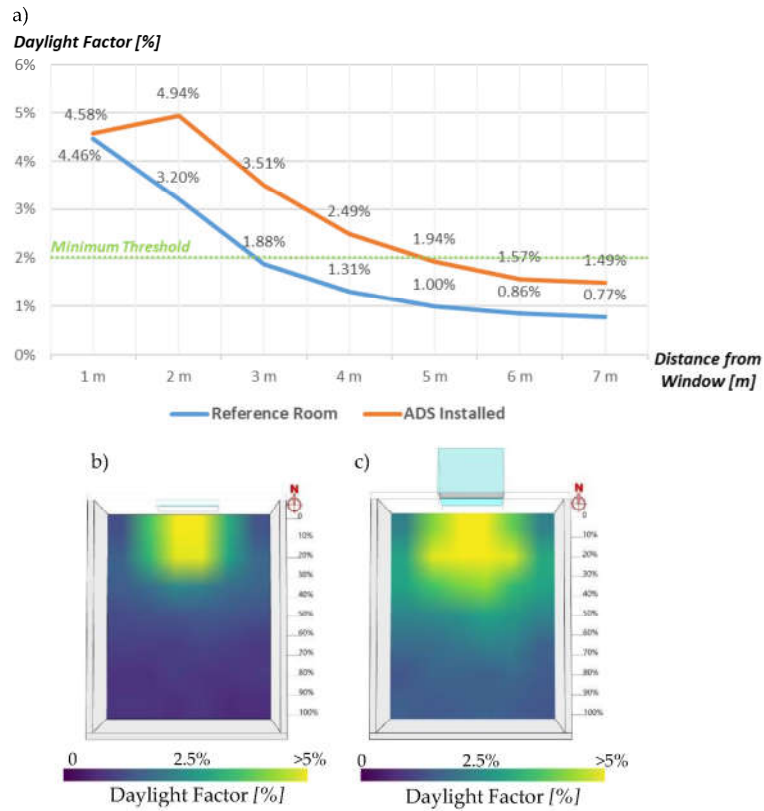 a)
Daylight Factor [%]
6%
5%
4%
3%
2%
1%
0%
4.58%
4.94%
3.51%
2.49%
1.94%
1.57%
1.49%
4.46%
3.20%
1.88%
1.31%
1.00%
0.86%
0.77%
Minimum Threshold
1 m 2 m 3 m 4 m 5 m 6 m 7 m
Distance from
Window [m]
Reference Room ADS Installed
b)
N
0
10%
20%
30%
40%
50%
60%
70%
80%
90%
100%
0 2.5% >5%
Daylight Factor [%]
c)
N
0
10%
20%
30%
40%
50%
60%
70%
80%
90%
100%
0 2.5% >5%
Daylight Factor [%]